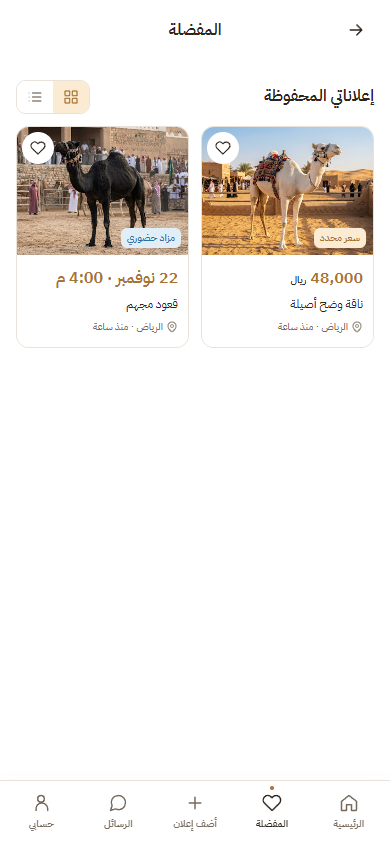 المفضلة
إعلاناتي المحفوظة
سعر محدد
48,000 ريال
ناقة وضح أصيلة
الرياض · منذ ساعة
مزاد حضوري
22 نوفمبر · 4:00 م
قعود مجهم
الرياض · منذ ساعة
الرئيسية
المفضلة
أضف إعلان
الرسائل
حسابي